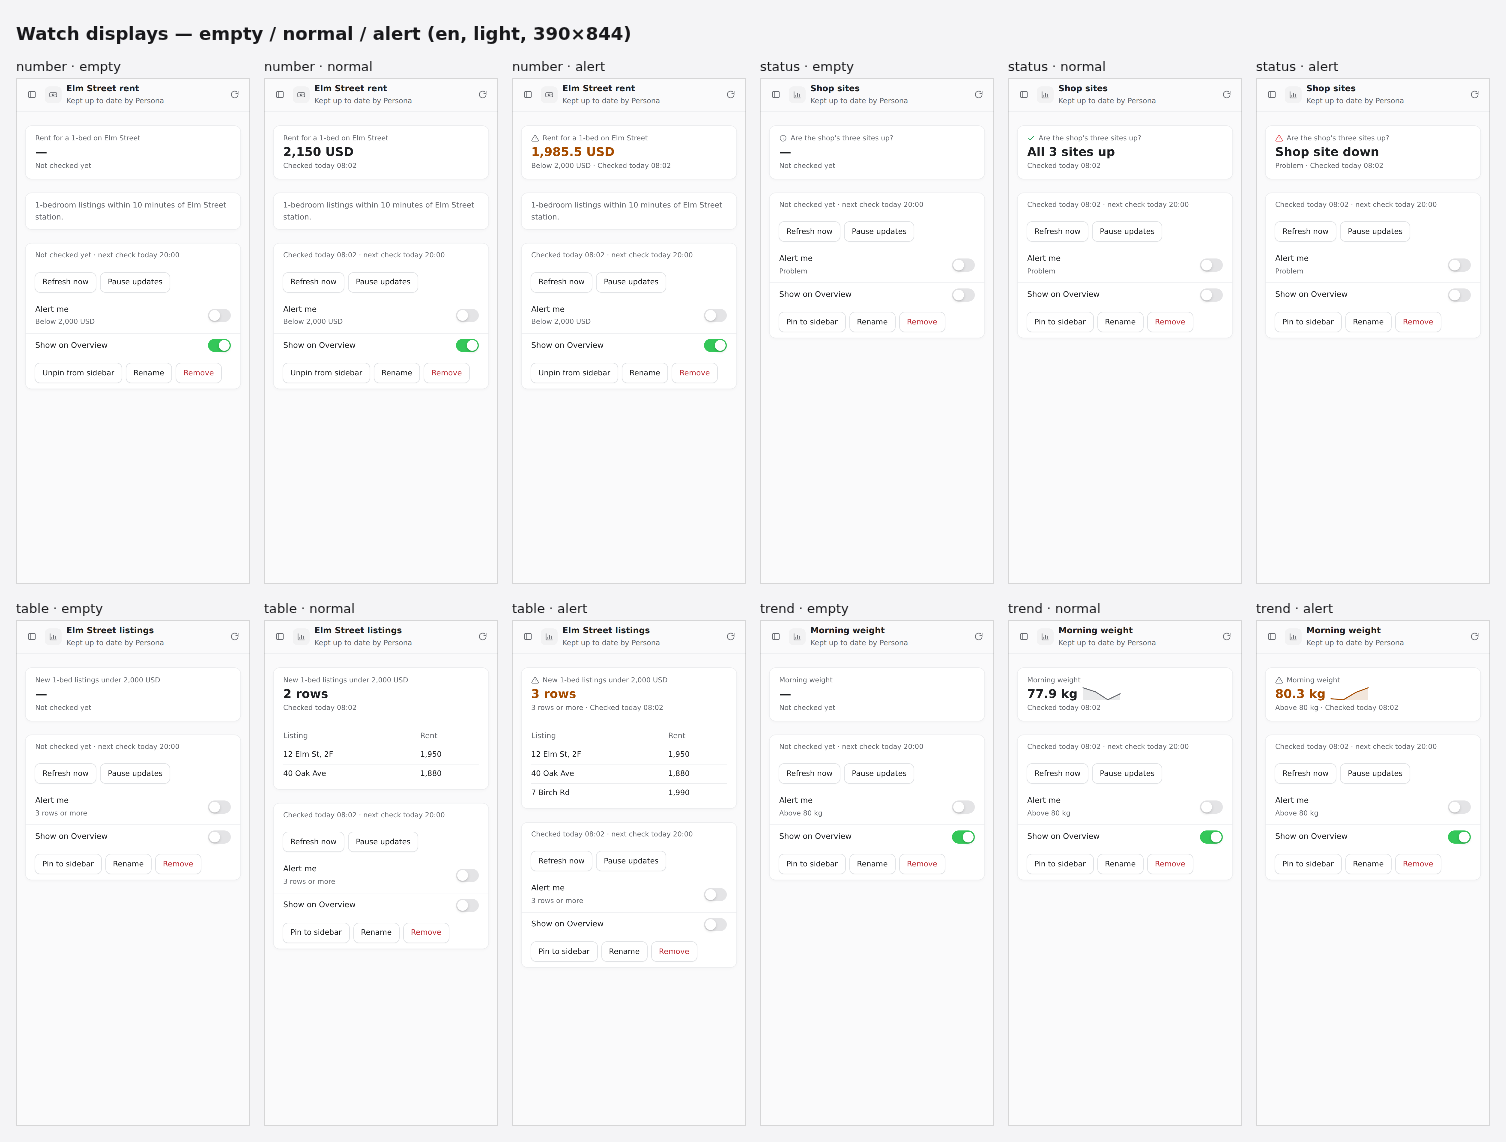 Watch displays — empty / normal / alert (en, light, 390×844)
number · empty
Elm Street rent
Kept up to date by Persona
Rent for a 1-bed on Elm Street
—
Not checked yet
1-bedroom listings within 10 minutes of Elm Street
station.
Not checked yet · next check today 20:00
Refresh now
Pause updates
Alert me
Below 2,000 USD
Show on Overview
Unpin from sidebar
Rename
Remove
number · normal
Elm Street rent
Kept up to date by Persona
Rent for a 1-bed on Elm Street
2,150 USD
Checked today 08:02
1-bedroom listings within 10 minutes of Elm Street
station.
Checked today 08:02 · next check today 20:00
Refresh now
Pause updates
Alert me
Below 2,000 USD
Show on Overview
Unpin from sidebar
Rename
Remove
number · alert
Elm Street rent
Kept up to date by Persona
Rent for a 1-bed on Elm Street
1,985.5 USD
Below 2,000 USD · Checked today 08:02
1-bedroom listings within 10 minutes of Elm Street
station.
Checked today 08:02 · next check today 20:00
Refresh now
Pause updates
Alert me
Below 2,000 USD
Show on Overview
Unpin from sidebar
Rename
Remove
status · empty
Shop sites
Kept up to date by Persona
Are the shop's three sites up?
—
Not checked yet
Not checked yet · next check today 20:00
Refresh now
Pause updates
Alert me
Problem
Show on Overview
Pin to sidebar
Rename
Remove
status · normal
Shop sites
Kept up to date by Persona
Are the shop's three sites up?
All 3 sites up
Checked today 08:02
Checked today 08:02 · next check today 20:00
Refresh now
Pause updates
Alert me
Problem
Show on Overview
Pin to sidebar
Rename
Remove
status · alert
Shop sites
Kept up to date by Persona
Are the shop's three sites up?
Shop site down
Problem · Checked today 08:02
Checked today 08:02 · next check today 20:00
Refresh now
Pause updates
Alert me
Problem
Show on Overview
Pin to sidebar
Rename
Remove
table · empty
Elm Street listings
Kept up to date by Persona
New 1-bed listings under 2,000 USD
—
Not checked yet
Not checked yet · next check today 20:00
Refresh now
Pause updates
Alert me
3 rows or more
Show on Overview
Pin to sidebar
Rename
Remove
table · normal
Elm Street listings
Kept up to date by Persona
New 1-bed listings under 2,000 USD
2 rows
Checked today 08:02
Listing Rent
12 Elm St, 2F 1,950
40 Oak Ave 1,880
Checked today 08:02 · next check today 20:00
Refresh now
Pause updates
Alert me
3 rows or more
Show on Overview
Pin to sidebar
Rename
Remove
table · alert
Elm Street listings
Kept up to date by Persona
New 1-bed listings under 2,000 USD
3 rows
3 rows or more · Checked today 08:02
Listing Rent
12 Elm St, 2F 1,950
40 Oak Ave 1,880
7 Birch Rd 1,990
Checked today 08:02 · next check today 20:00
Refresh now
Pause updates
Alert me
3 rows or more
Show on Overview
Pin to sidebar
Rename
Remove
trend · empty
Morning weight
Kept up to date by Persona
Morning weight
—
Not checked yet
Not checked yet · next check today 20:00
Refresh now
Pause updates
Alert me
Above 80 kg
Show on Overview
Pin to sidebar
Rename
Remove
trend · normal
Morning weight
Kept up to date by Persona
Morning weight
77.9 kg
Checked today 08:02
Checked today 08:02 · next check today 20:00
Refresh now
Pause updates
Alert me
Above 80 kg
Show on Overview
Pin to sidebar
Rename
Remove
trend · alert
Morning weight
Kept up to date by Persona
Morning weight
80.3 kg
Above 80 kg · Checked today 08:02
Checked today 08:02 · next check today 20:00
Refresh now
Pause updates
Alert me
Above 80 kg
Show on Overview
Pin to sidebar
Rename
Remove